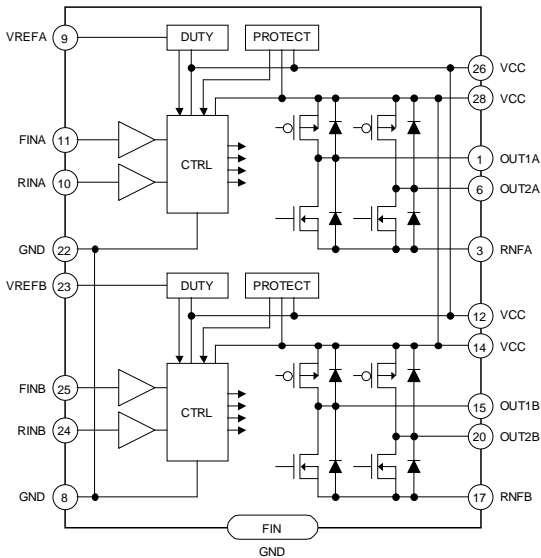 VREFA 9 DUTY PROTECT
26 VCC
28 VCC
FINA 11
CTRL
1 OUT1A
RINA 10
6 OUT2A
GND 22
3 RNFA
VREFB 23 DUTY PROTECT
12 VCC
14 VCC
FINB 25
CTRL
15 OUT1B
RINB 24
20 OUT2B
GND 8
17 RNFB
FIN
GND